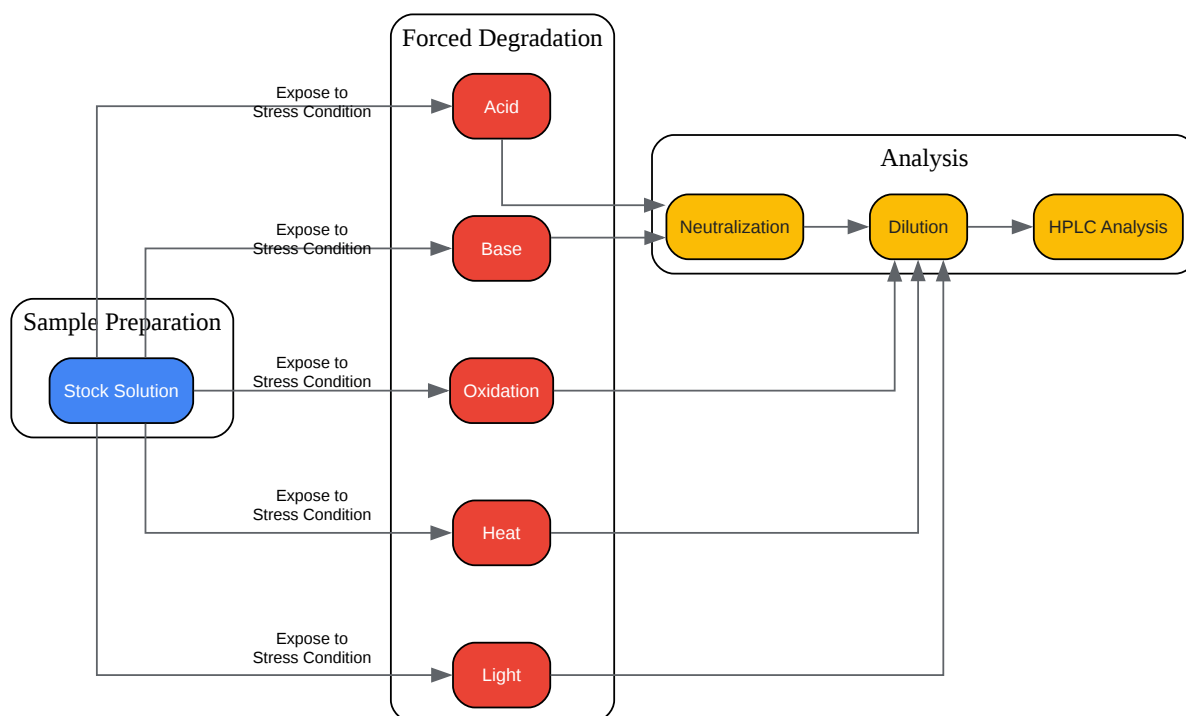 Forced Degradation
Expose to
Stress Condition
Acid
Analysis
Expose to
Stress Condition
Base
Neutralization
Dilution
HPLC Analysis
Sample Preparation
Stock Solution
Expose to
Stress Condition
Oxidation
Expose to
Stress Condition
Heat
Expose to
Stress Condition
Light